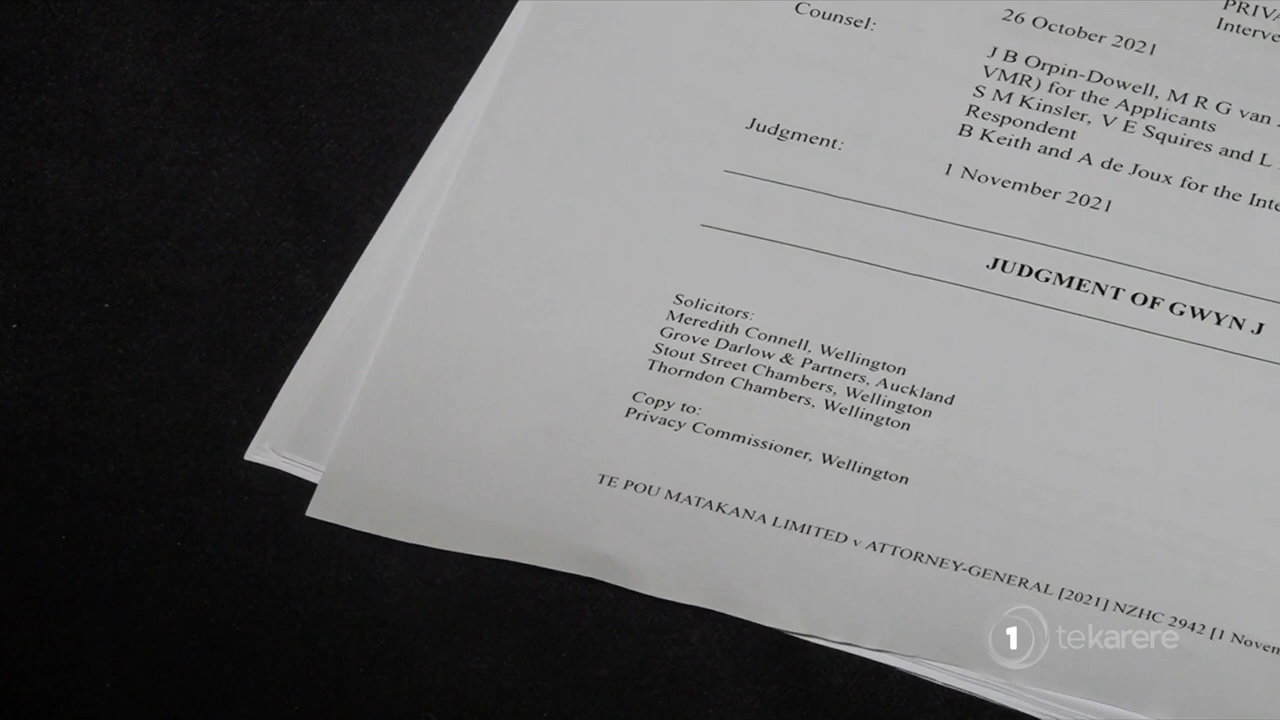 PRIVA
Interve
26 October 2021
Counsel:
J B Orpin-Dowell, M R G van
VMR) for the Applicants
S M Kinsler, V E Squires and L
Respondent
B Keith and A de Joux for the Inte
Judgment:
1 November 2021
JUDGMENT OF GWYN J
Solicitors:
Meredith Connell, Wellington
Grove Darlow & Partners, Auckland
Stout Street Chambers, Wellington
Thorndon Chambers, Wellington
Copy to:
Privacy Commissioner, Wellington
TE POU MATAKANA LIMITED v ATTORNEY-GENERAL [2021] NZHC 2942 [1 Novem
1 tekarere